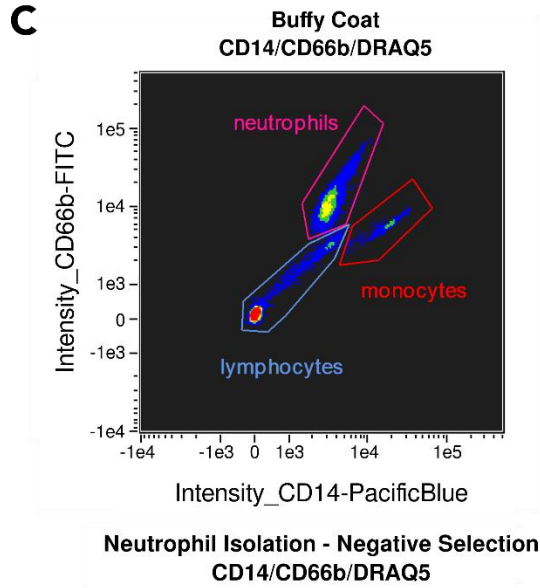 C
Buffy Coat
CD14/CD66b/DRAQ5
neutrophils
monocytes
lymphocytes
Intensity_CD66b-FITC
1e5
1e4
1e3
0
-1e3
-1e4
-1e4
-1e3
0
1e3
1e4
1e5
Intensity_CD14-PacificBlue
Neutrophil Isolation - Negative Selection
CD14/CD66b/DRAQ5